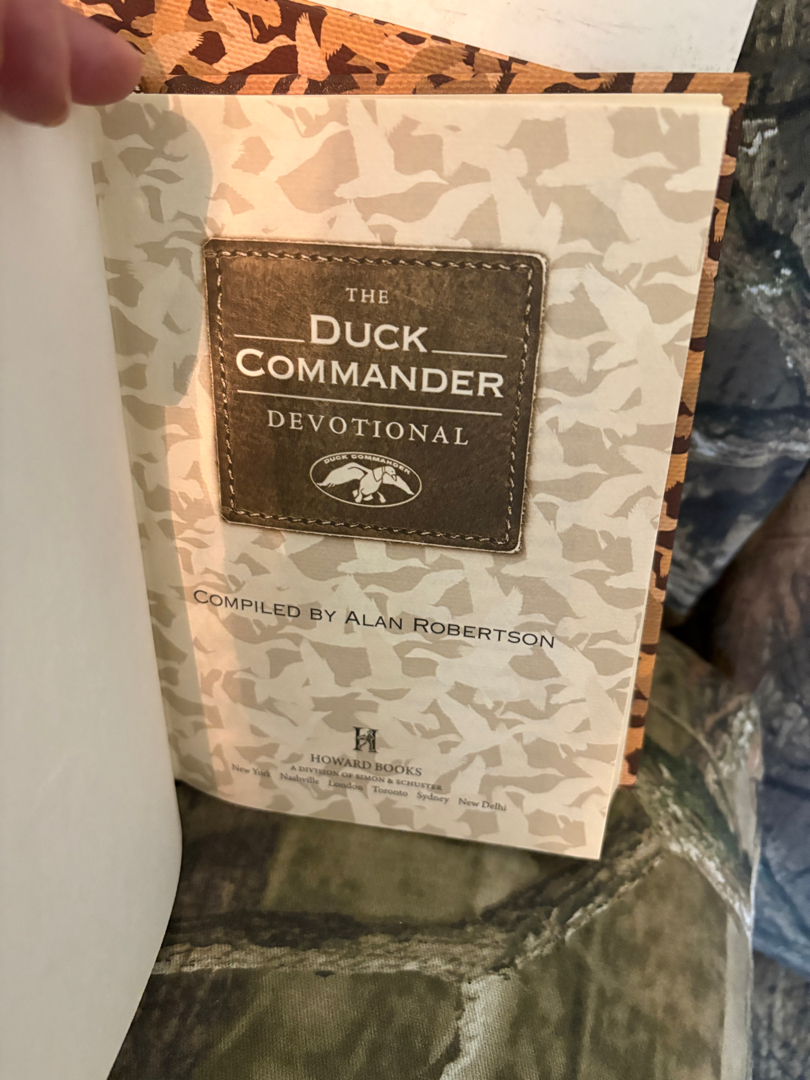 THE
DUCK
COMMANDER
DEVOTIONAL
DUCK COMMANDER
COMPILED BY ALAN ROBERTSON
H
HOWARD BOOKS
A DIVISION OF SIMON & SCHUSTER
New York Nashville London Toronto Sydney New Delhi